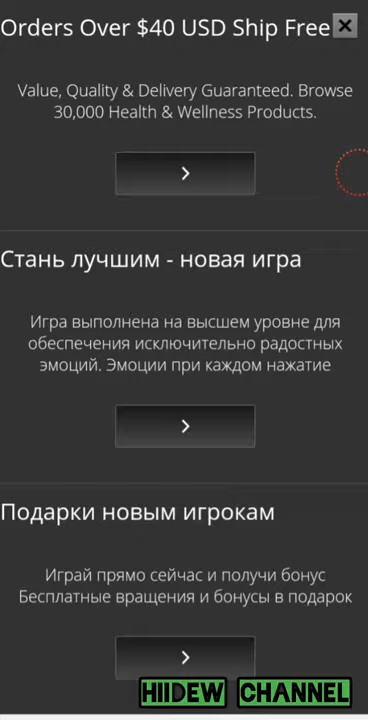 Orders Over $40 USD Ship Free
Value, Quality & Delivery Guaranteed. Browse
30,000 Health & Wellness Products.
Стань лучшим - новая игра
Игра выполнена на высшем уровне для
обеспечения исключительно радостных
эмоций. Эмоции при каждом нажатие
Подарки новым игрокам
Играй прямо сейчас и получи бонус
Бесплатные вращения и бонусы в подарок
HIIDEW CHANNEL